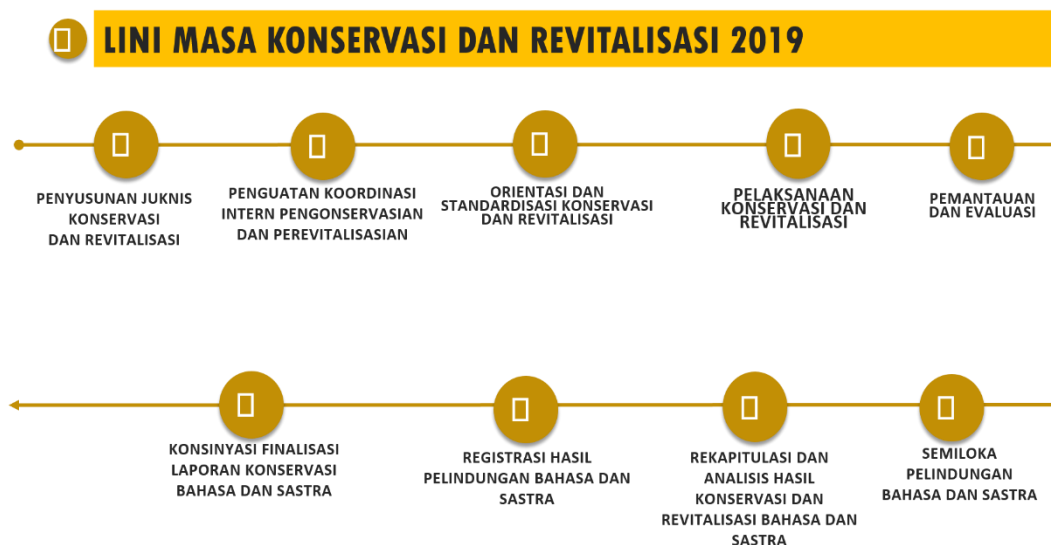 LINI MASA KONSERVASI DAN REVITALISASI 2019
PENYUSUNAN JUKNIS
KONSERVASI
DAN REVITALISASI
PENGUATAN KOORDINASI
INTERN PENGONSERVASIAN
DAN PEREVITALISASIAN
ORIENTASI DAN
STANDARDISASI KONSERVASI
DAN REVITALISASI
PELAKSANAAN
KONSERVASI DAN
REVITALISASI
PEMANTAUAN
DAN EVALUASI
KONSINYASI FINALISASI
LAPORAN KONSERVASI
BAHASA DAN SASTRA
REGISTRASI HASIL
PELINDUNGAN BAHASA DAN
SASTRA
REKAPITULASI DAN
ANALISIS HASIL
KONSERVASI DAN
REVITALISASI BAHASA DAN
SASTRA
SEMILOKA
PELINDUNGAN
BAHASA DAN SASTRA